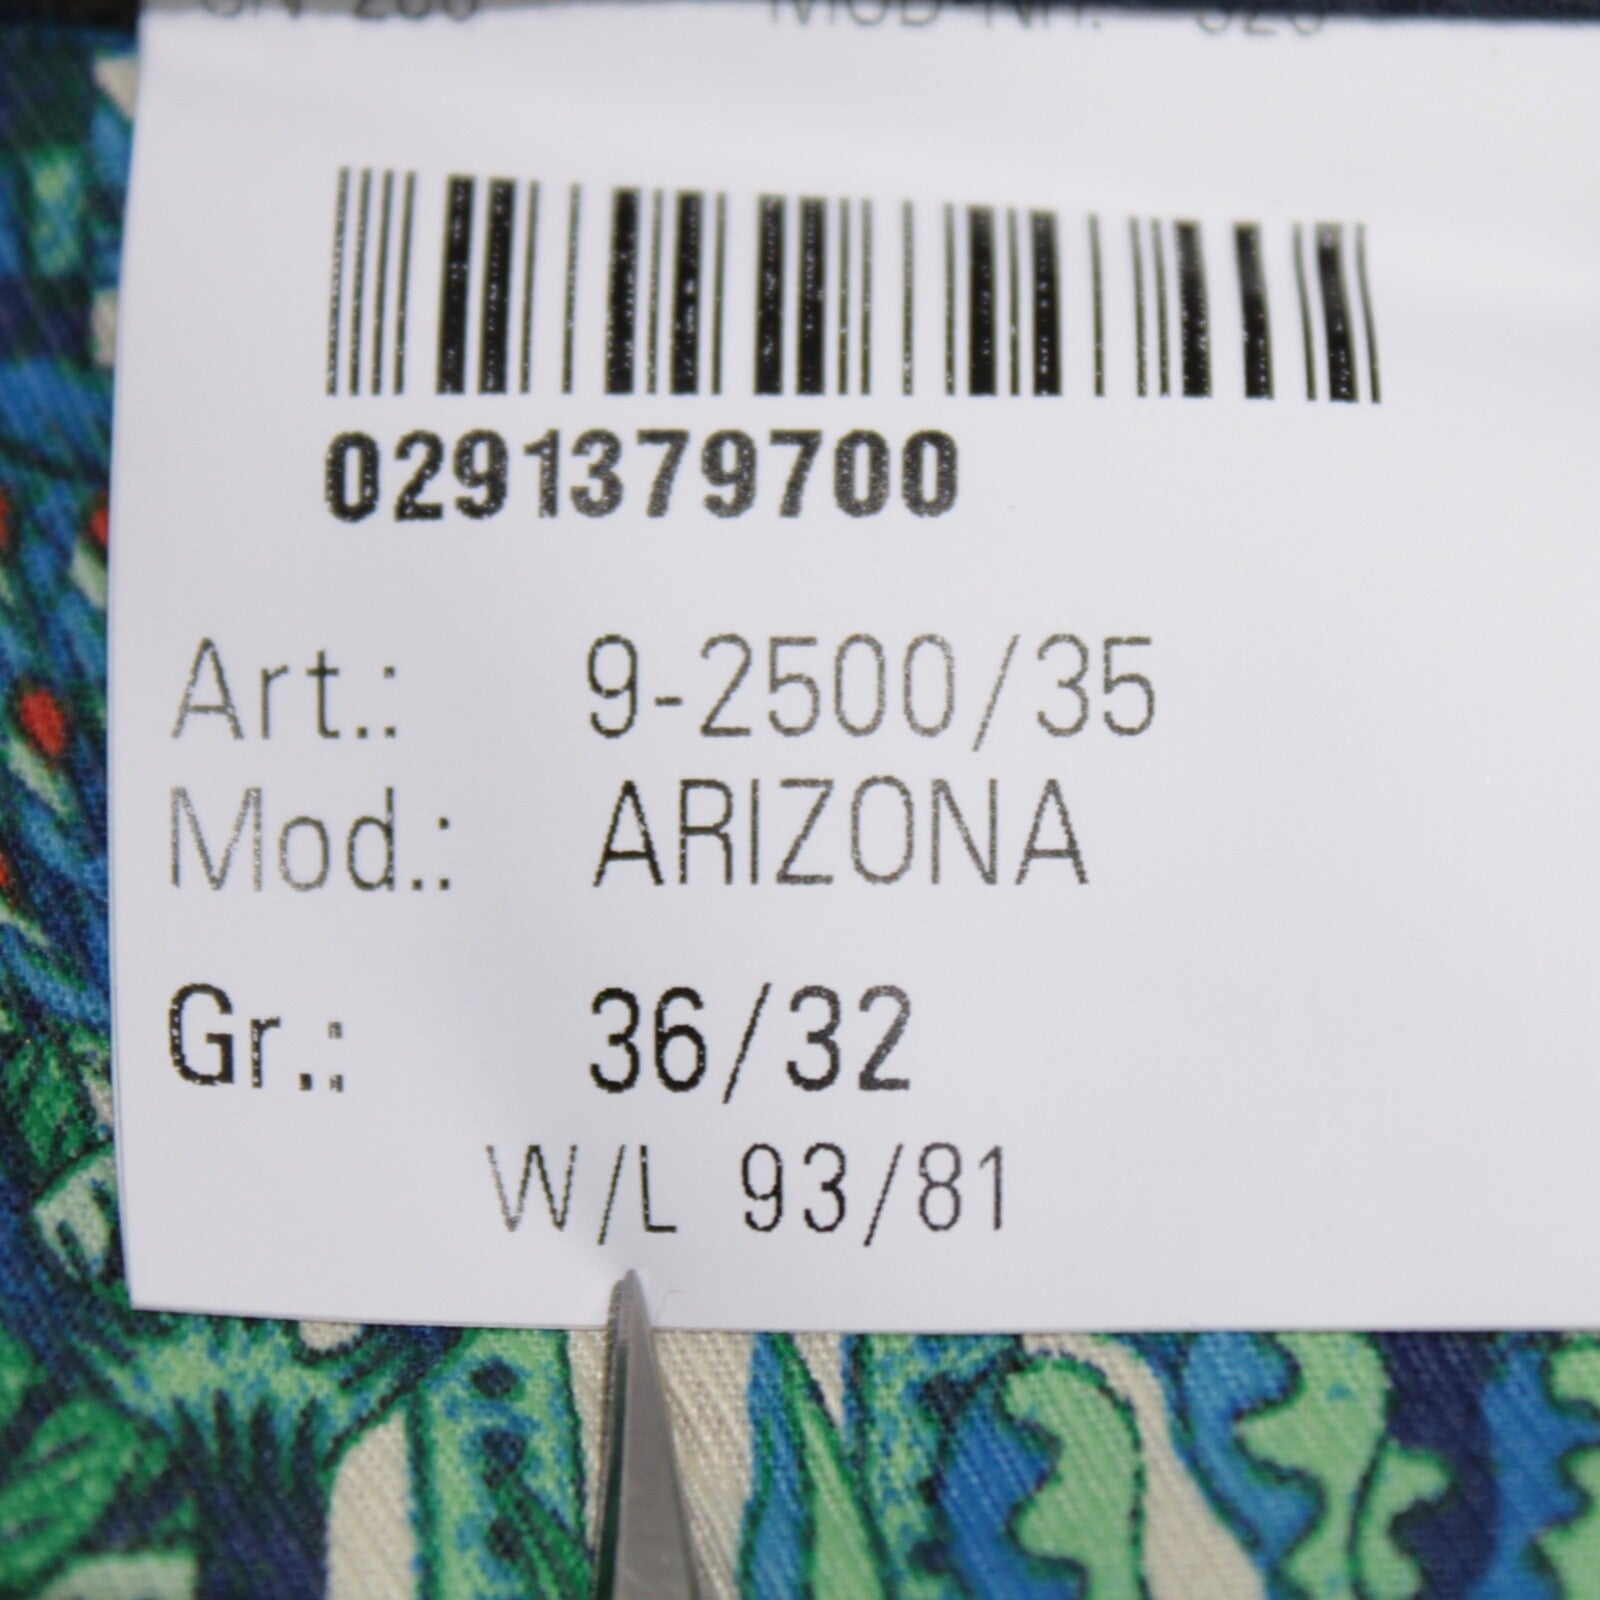 0291379700
Art.: 9-2500/35
Mod.: ARIZONA
Gr.: 36/32
W/L 93/81